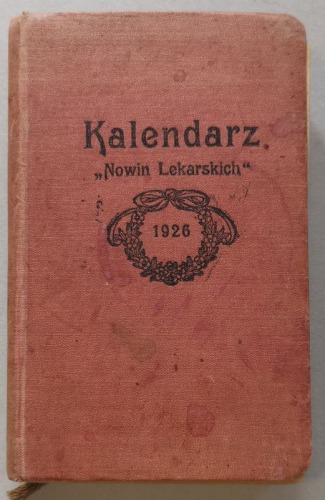 Kalendarz
„Nowin Lekarskich“
1926